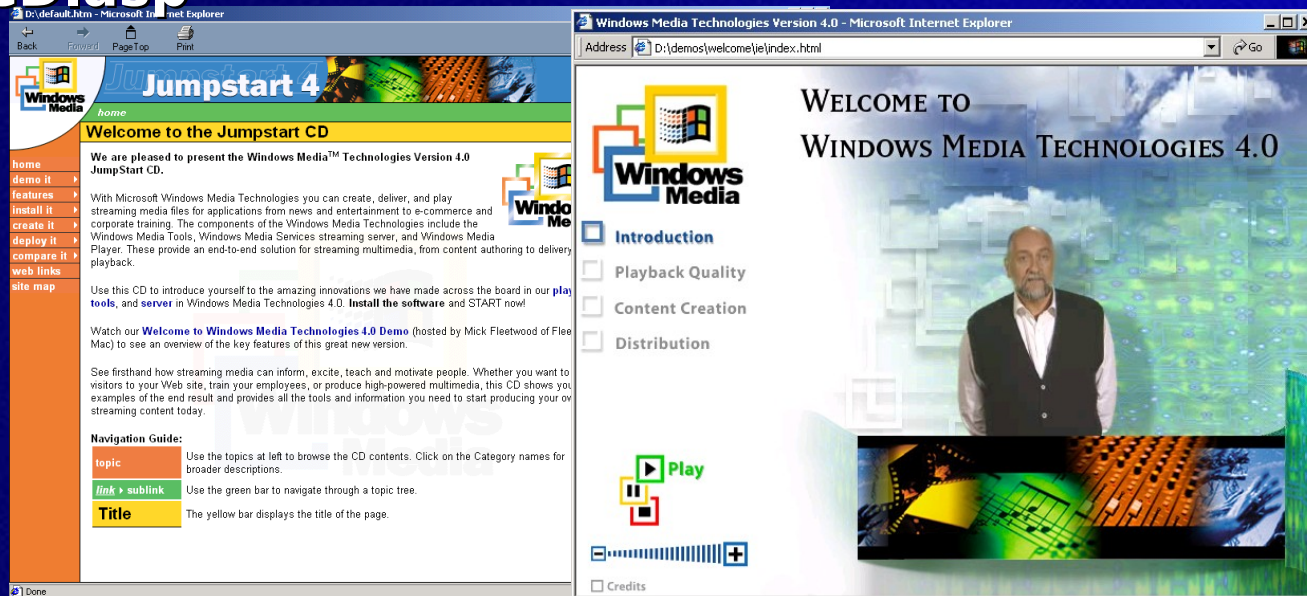 D:\default.htm - Microsoft Internet Explorer
Back Forward PageTop Print
Windows Media
Jumpstart 4
home
Welcome to the Jumpstart CD
home
demo it
features
install it
create it
deploy it
compare it
web links
site map
We are pleased to present the Windows Media™ Technologies Version 4.0
JumpStart CD.
With Microsoft Windows Media Technologies you can create, deliver, and play
streaming media files for applications from news and entertainment to e-commerce and
corporate training. The components of the Windows Media Technologies include the
Windows Media Tools, Windows Media Services streaming server, and Windows Media
Player. These provide an end-to-end solution for streaming multimedia, from content authoring to delivery
playback.
Use this CD to introduce yourself to the amazing innovations we have made across the board in our
tools, and server in Windows Media Technologies 4.0. Install the software and START now!
Watch our Welcome to Windows Media Technologies 4.0 Demo (hosted by Mick Fleetwood of
Mac) to see an overview of the key features of this great new version.
See firsthand how streaming media can inform, excite, teach and motivate people. Whether you want to
visitors to your Web site, train your employees, or produce high-powered multimedia, this CD shows you
examples of the end result and provides all the tools and information you need to start producing your
streaming content today.
Windows
Media
Navigation Guide:
topic Use the topics at left to browse the CD contents. Click on the Category names for
broader descriptions.
link sublink Use the green bar to navigate through a topic tree.
Title The yellow bar displays the title of the page.
Done
Windows Media Technologies Version 4.0 - Microsoft Internet Explorer
Address D:\demos\welcome\ie\index.html Go
Windows
Media
Welcome to
Windows Media Technologies 4.0
Introduction
Playback Quality
Content Creation
Distribution
Play
Credits